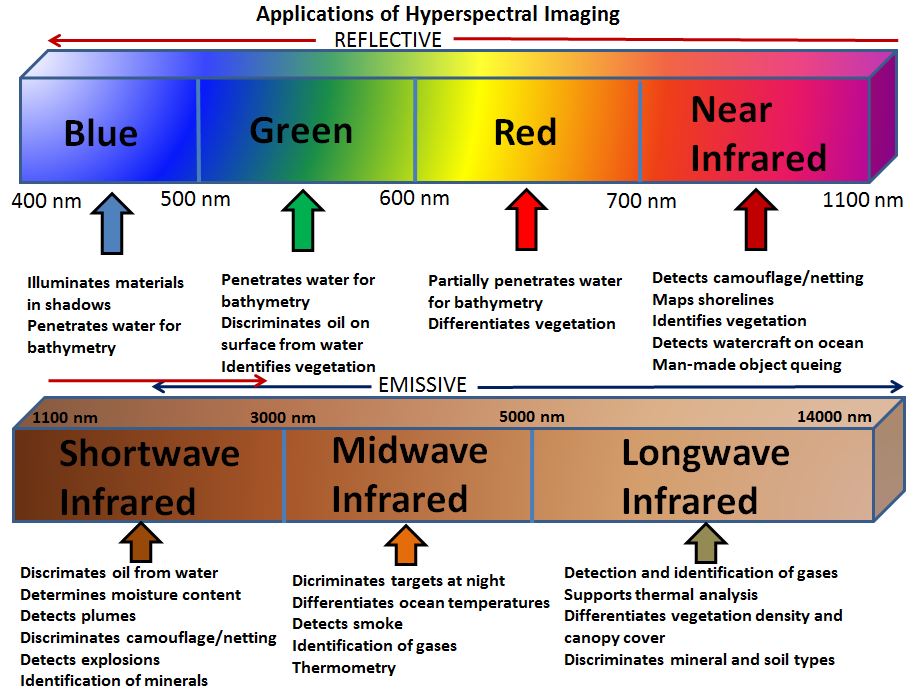 Applications of Hyperspectral Imaging
REFLECTIVE
Blue
Green
Red
Near
Infrared
400 nm
500 nm
600 nm
700 nm
1100 nm
Illuminates materials
in shadows
Penetrates water for
bathymetry
Penetrates water for
bathymetry
Discriminates oil on
surface from water
Identifies vegetation
Partially penetrates water
for bathymetry
Differentiates vegetation
Detects camouflage/netting
Maps shorelines
Identifies vegetation
Detects watercraft on ocean
Man-made object queing
EMISSIVE
1100 nm
3000 nm
5000 nm
14000 nm
Shortwave
Infrared
Midwave
Infrared
Longwave
Infrared
Discrimates oil from water
Determines moisture content
Detects plumes
Discriminates camouflage/netting
Detects explosions
Identification of minerals
Dicriminates targets at night
Differentiates ocean temperatures
Detects smoke
Identification of gases
Thermometry
Detection and identification of gases
Supports thermal analysis
Differentiates vegetation density and
canopy cover
Discriminates mineral and soil types